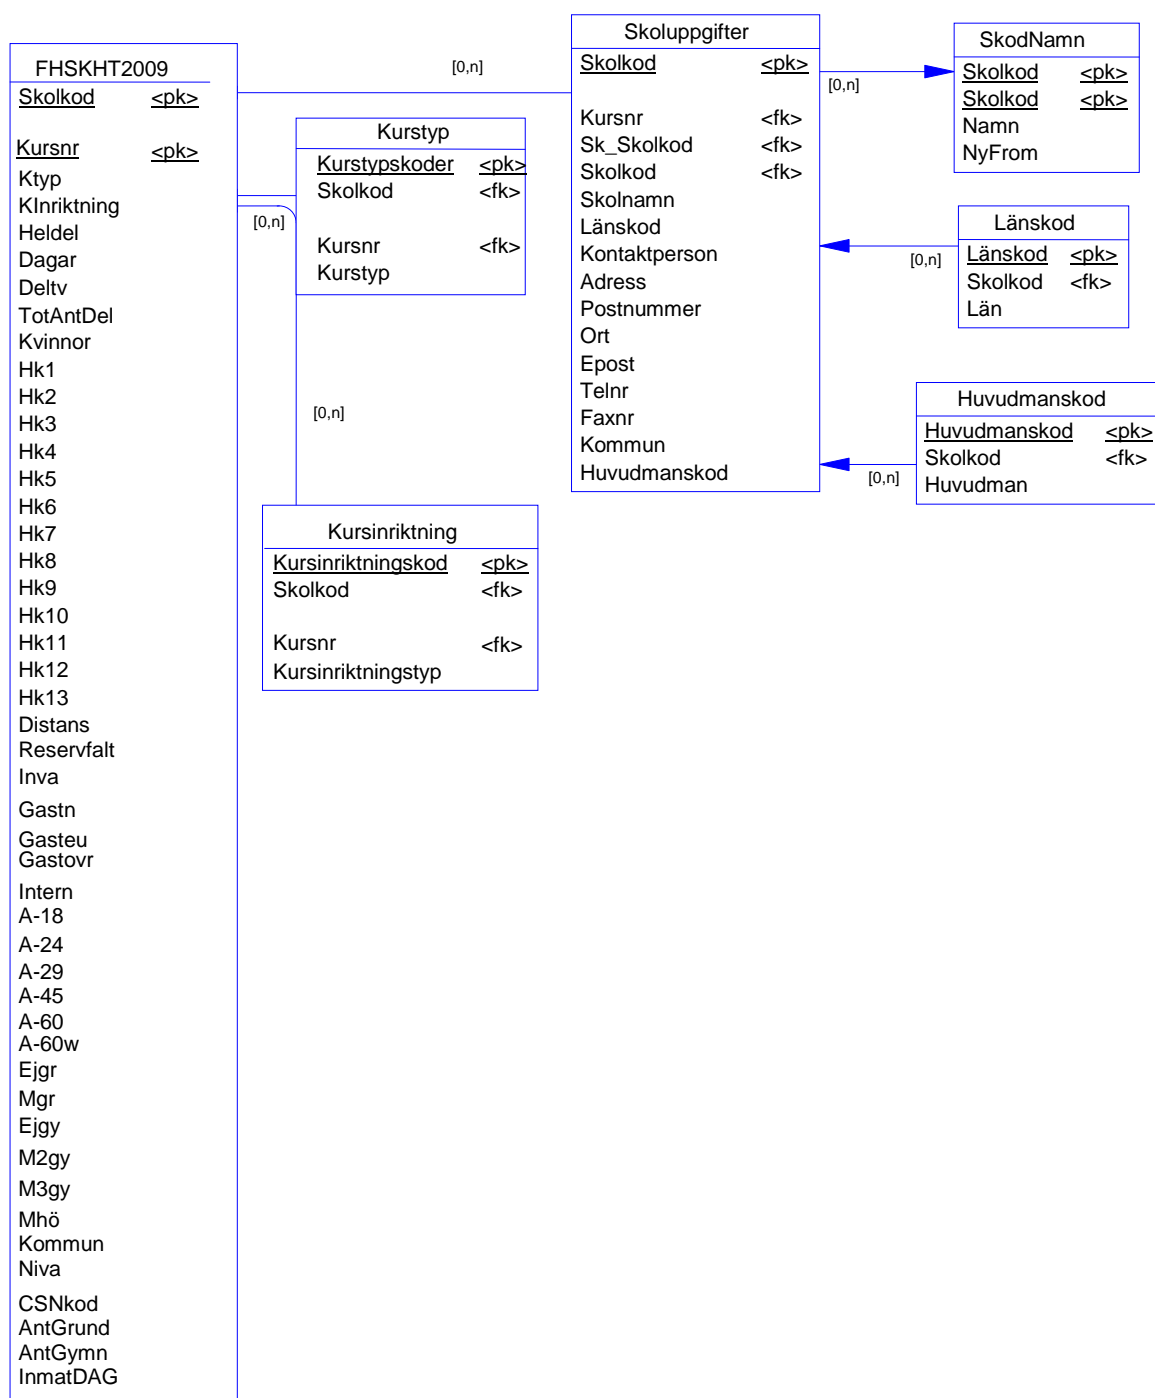 FHSKHT2009
Skolkod <pk>
Kursnr <pk>
Ktyp
KInriktning
Heldel
Dagar
Deltv
TotAntDel
Kvinnor
Hk1
Hk2
Hk3
Hk4
Hk5
Hk6
Hk7
Hk8
Hk9
Hk10
Hk11
Hk12
Hk13
Distans
Reservfalt
Inva
Gastn
Gasteu
Gastovr
Intern
A-18
A-24
A-29
A-45
A-60
A-60w
Ejgr
Mgr
Ejgy
M2gy
M3gy
Mhö
Kommun
Niva
CSNkod
AntGrund
AntGymn
InmatDAG
[0,n]
[0,n]
[0,n]
Kurstyp
Kurstypskoder <pk>
Skolkod <fk>
Kursnr <fk>
Kurstyp
Kursinriktning
Kursinriktningskod <pk>
Skolkod <fk>
Kursnr <fk>
Kursinriktningstyp
Skoluppgifter
Skolkod <pk>
Kursnr <fk>
Sk_Skolkod <fk>
Skolkod <fk>
Skolnamn
Länskod
Kontaktperson
Adress
Postnummer
Ort
Epost
Telnr
Faxnr
Kommun
Huvudmanskod
[0,n]
[0,n]
[0,n]
SkodNamn
Skolkod <pk>
Skolkod <pk>
Namn
NyFrom
Länskod
Länskod <pk>
Skolkod <fk>
Län
Huvudmanskod
Huvudmanskod <pk>
Skolkod <fk>
Huvudman